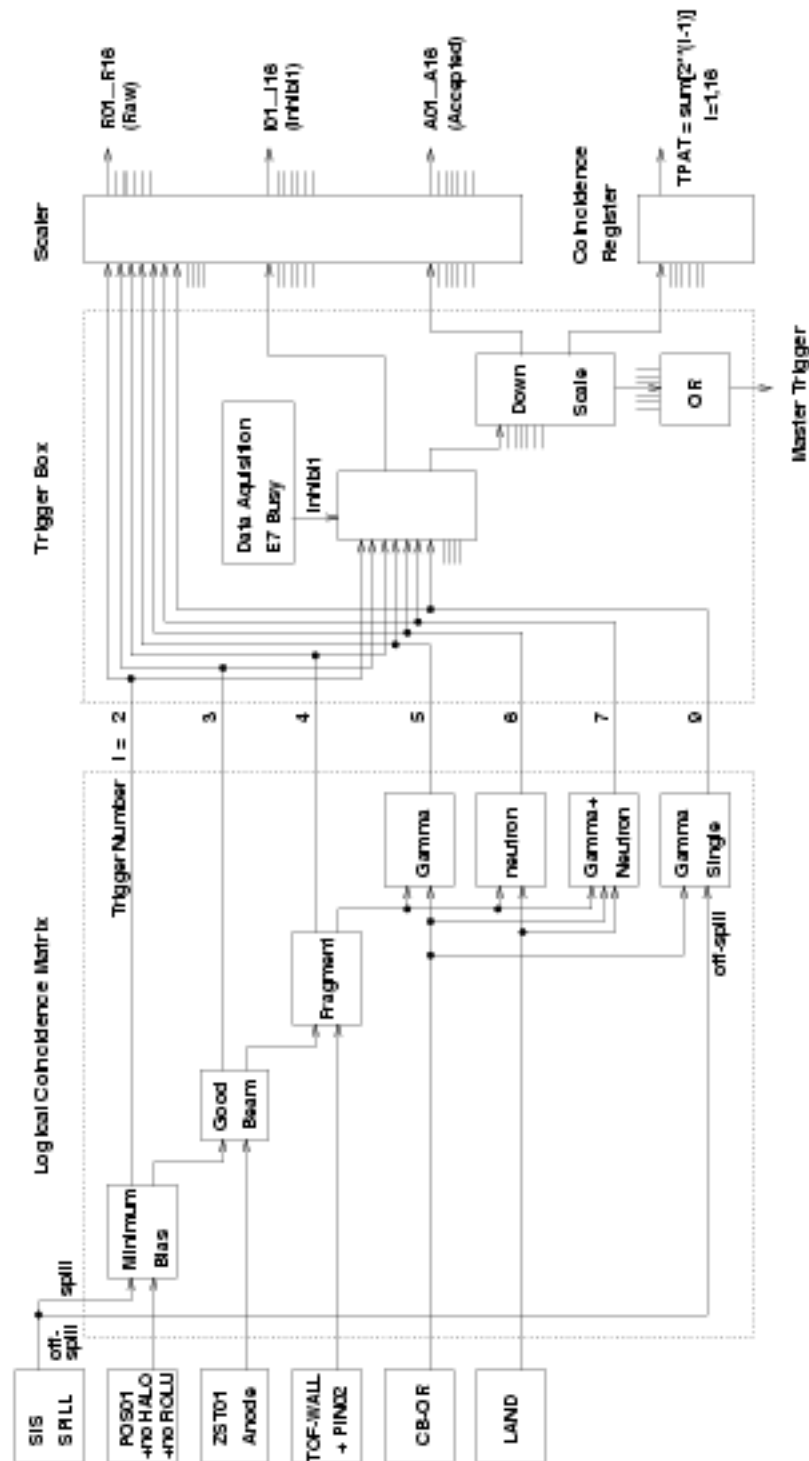 Logical Coincidence Matrix
Trigger Box
Scaler
SIS
SPILL
off-
spill
spill
POS01
+no HALO
+no ROLU
ZST01
Anode
TOF-WALL
+ PIN02
CB-OR
LAND
Minimum
Bias
Good
Beam
Fragment
Gamma
neutron
Gamma+
Neutron
Gamma
Single
off-spill
Trigger Number I = 2
3
4
5
6
7
9
Data Aquisition
E7 Busy
Inhibit
Down
Scale
OR
Master Trigger
R01...R16
(Raw)
I01...I16
(Inhibit)
A01...A16
(Accepted)
Coincidence
Register
TPAT = sum[2**(I-1)]
I=1,16